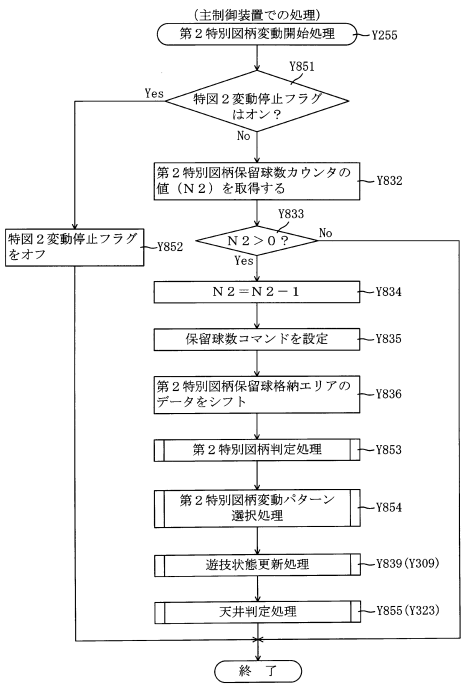 (主制御装置での処理)
第2特別図柄変動開始処理
Y255
Y851
特図2変動停止フラグ
はオン?
Yes
No
第2特別図柄保留球数カウンタの
値(N2)を取得する
Y832
特図2変動停止フラグ
をオフ
Y852
Y833
N2>0?
No
Yes
N2=N2-1
Y834
保留球数コマンドを設定
Y835
第2特別図柄保留球格納エリアの
データをシフト
Y836
第2特別図柄判定処理
Y853
第2特別図柄変動パターン
選択処理
Y854
遊技状態更新処理
Y839(Y309)
天井判定処理
Y855(Y323)
終了